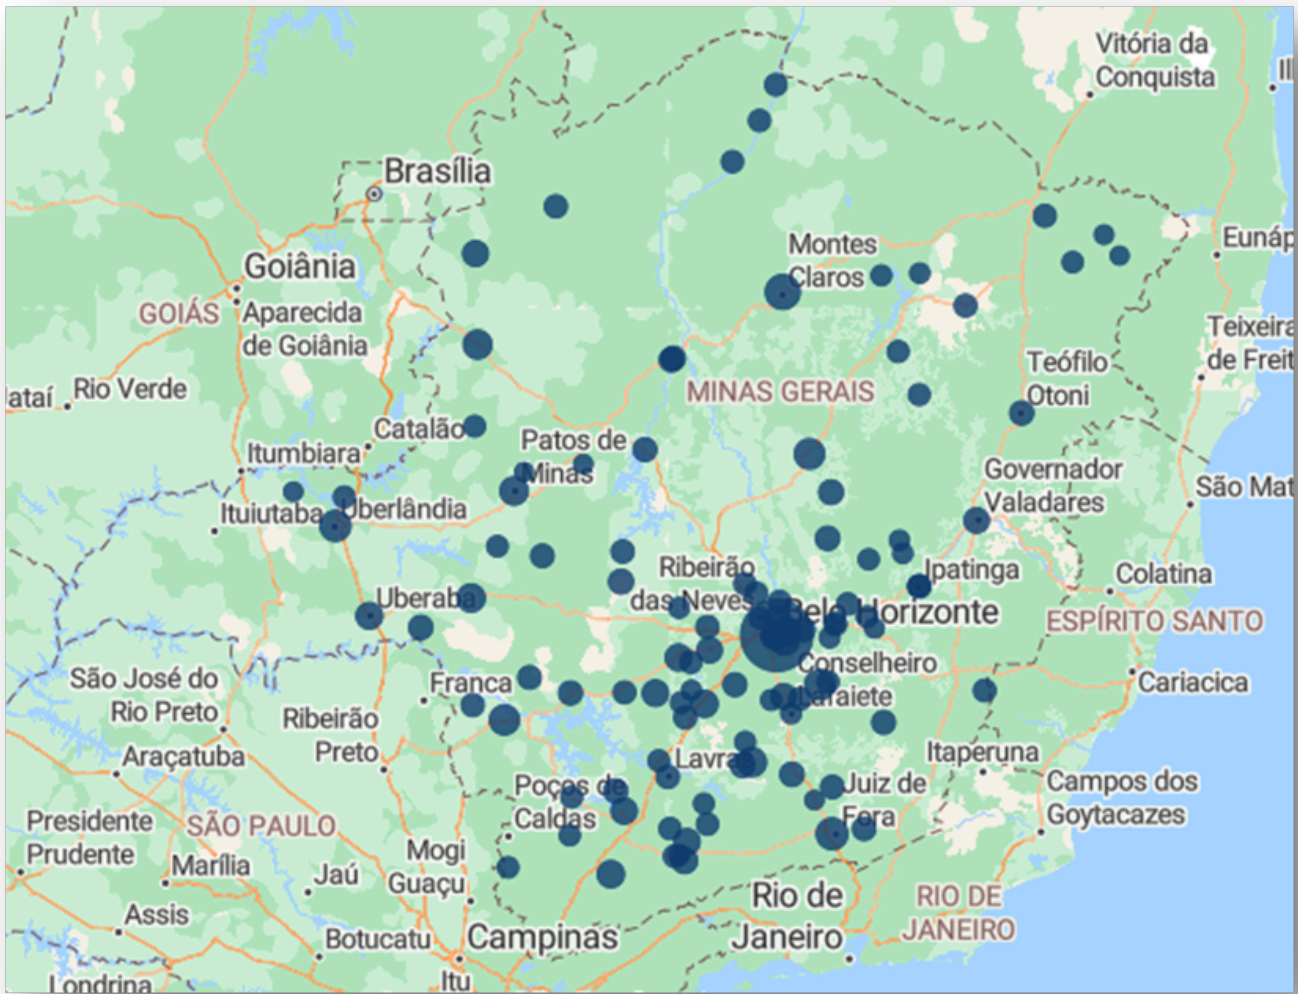 Vitória da
Conquista
Il
Brasília
Montes
Claros
Eunáp
Goiânia
GOIÁS
Aparecida
de Goiânia
Teixeira
de Freit
Teófilo
Otoni
MINAS GERAIS
Rio Verde
ataí
Catalão
Patos de
Minas
Itumbiara
Governador
Valadares
São Mat
Uberlândia
Ituiutaba
Ribeirão
das Neves
Ipatinga
Colatina
Uberaba
Belo Horizonte
ESPÍRITO SANTO
Conselheiro
Lafaiete
Cariacica
São José do
Rio Preto
Franca
Ribeirão
Preto
Araçatuba
Lavras
Itaperuna
Poços de
Caldas
Juiz de
Fora
Campos dos
Goytacazes
Presidente
Prudente
SÃO PAULO
Mogi
Guaçu
Marília
Jaú
Rio de
Janeiro
RIO DE
JANEIRO
Assis
Botucatu
Campinas
Itu
Londrina